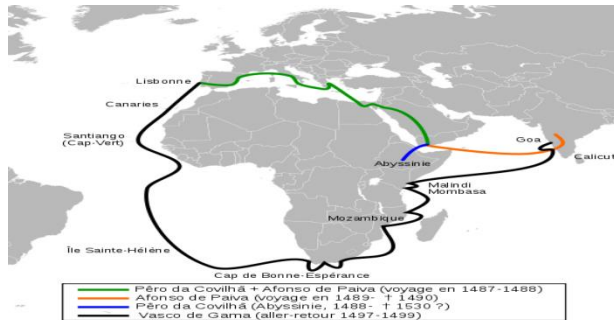 Lisbonne
Canaries
Santiango
(Cap-Vert)
Goa
Calicut
Abyssinie
Malindi
Mombasa
Mozambique
Île Sainte-Hélène
Cap de Bonne-Espérance
Pêro da Covilhã + Afonso de Paiva (voyage en 1487-1488)
Afonso de Paiva (voyage en 1489- † 1490)
Pêro da Covilhã (Abyssinie, 1488- † 1530 ?)
Vasco de Gama (aller-retour 1497-1499)